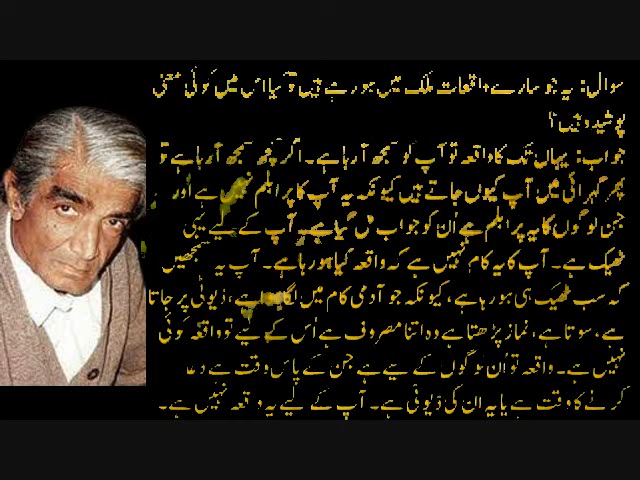 سوال: یہ جو سارے واقعات ملک میں ہو رہے ہیں تو کیا اس میں کوئی معنی
پوشیدہ ہیں؟
جواب: یہاں تک کا واقعہ تو آپ کو سمجھ آ رہا ہے۔ اگر کچھ سمجھ آ رہا ہے تو
پھر گہرائی میں آپ کیوں جاتے ہیں کیونکہ یہ آپ کا پرابلم نہیں ہے اور
جن لوگوں کا یہ پرابلم ہے اُن کو جواب مل گیا ہے۔ آپ کے لیے یہی
ٹھیک ہے۔ آپ کا یہ کام نہیں ہے کہ واقعہ کیا ہو رہا ہے۔ آپ یہ سمجھیں
کہ سب ٹھیک ہی ہو رہا ہے، کیونکہ جو آدمی کام میں لگا ہوا ہے، ڈیوٹی پر جاتا
ہے، سوتا ہے، نماز پڑھتا ہے وہ اتنا مصروف ہے اُس کے لیے تو واقعہ کوئی
نہیں ہے۔ واقعہ تو اُن لوگوں کے لیے ہے جن کے پاس وقت ہے دعا
کرنے کا وقت ہے یا یہ ان کی ڈیوٹی ہے۔ آپ کے لیے یہ واقعہ نہیں ہے۔